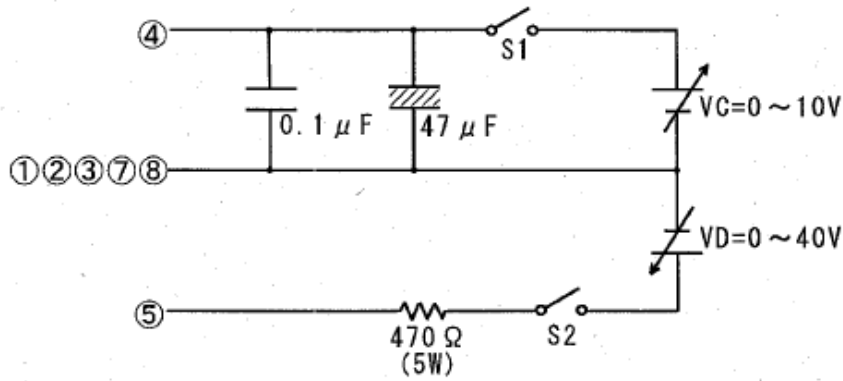 ④
S1
0.1μF
47μF
VC=0~10V
①②③⑦⑧
VD=0~40V
⑤
470Ω
(5W)
S2